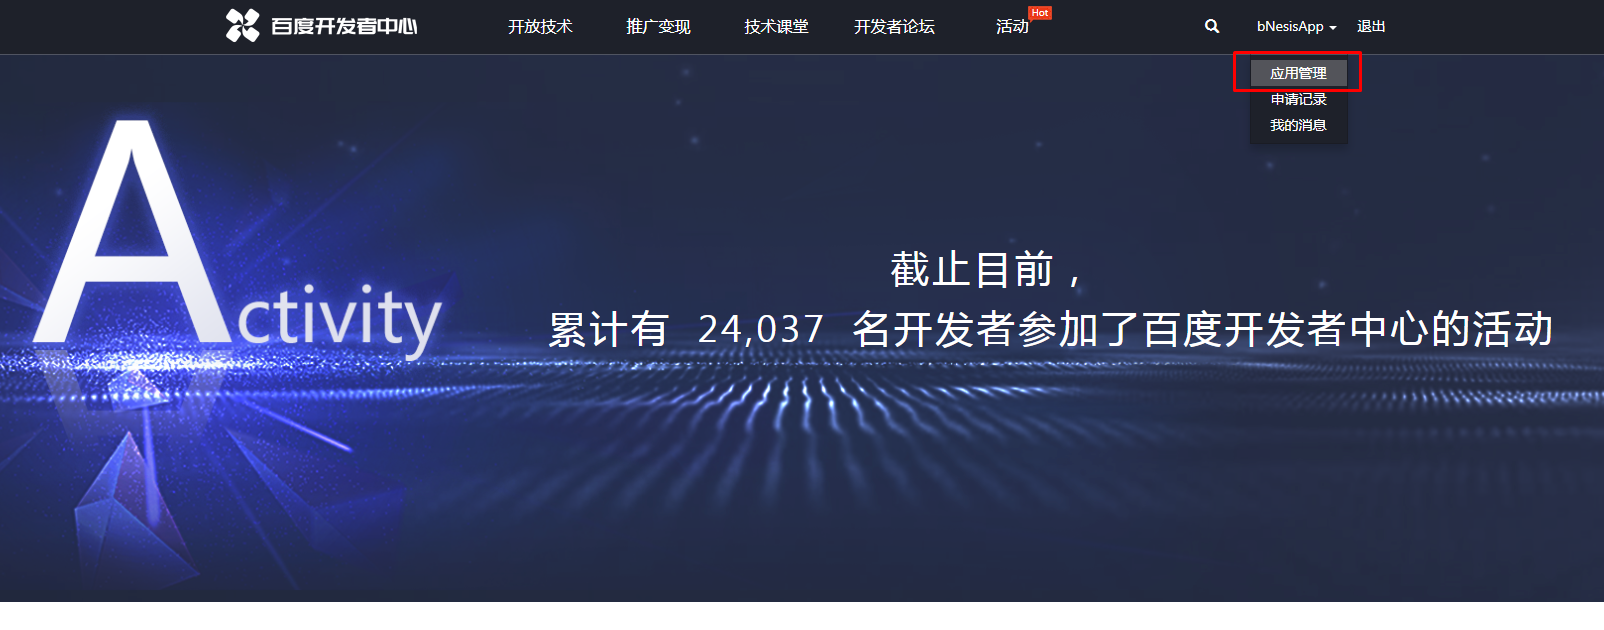 百度开发者中心
开放技术
推广变现
技术课堂
开发者论坛
活动
Hot
bNesisApp
退出
应用管理
申请记录
我的消息
Activity
截止目前，
累计有 24,037 名开发者参加了百度开发者中心的活动